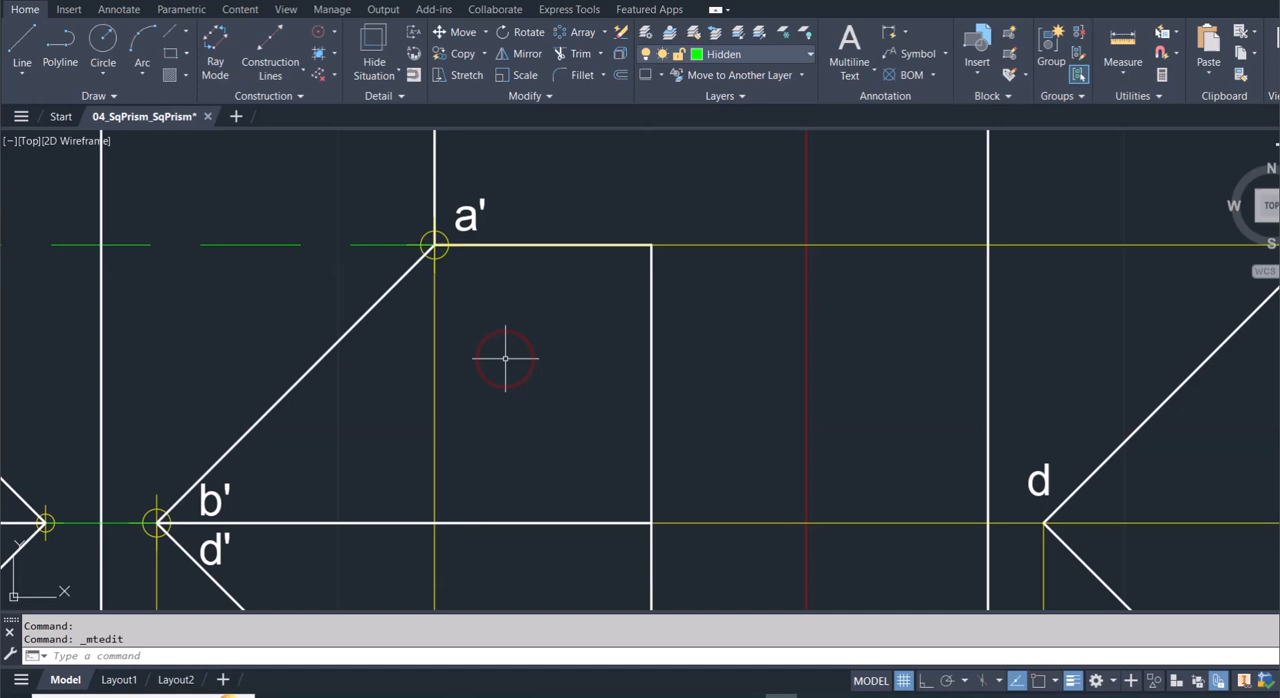 Home Insert Annotate Parametric Content View Manage Output Add-ins Collaborate Express Tools Featured Apps
Line Polyline Circle Arc
Ray Mode
Construction Lines
Hide Situation
Move Rotate Array
Copy Mirror Trim
Stretch Scale Fillet
Hidden
Move to Another Layer
Multiline Text
Symbol
BOM
Insert
Group
Measure
Paste
Draw Construction Detail Modify Layers Annotation Block Groups Utilities Clipboard
Start 04_SqPrism_SqPrism*
[−][Top][2D Wireframe]
N
W TOP
S
WCS
a'
b'
d'
d
Y
X
Command:
Command: _mtedit
Type a command
Model Layout1 Layout2
MODEL